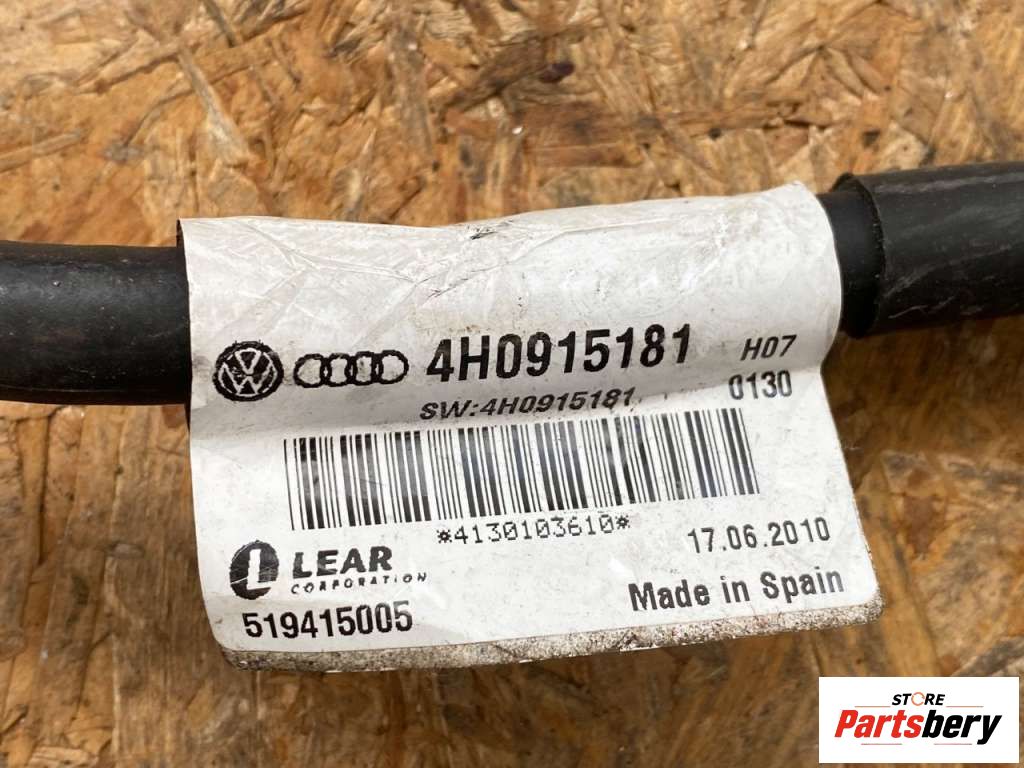 4H0915181 H07
SW:4H0915181 0130
*4130103610*
17.06.2010
LEAR
CORPORATION
519415005
Made in Spain
STORE
Partsbery